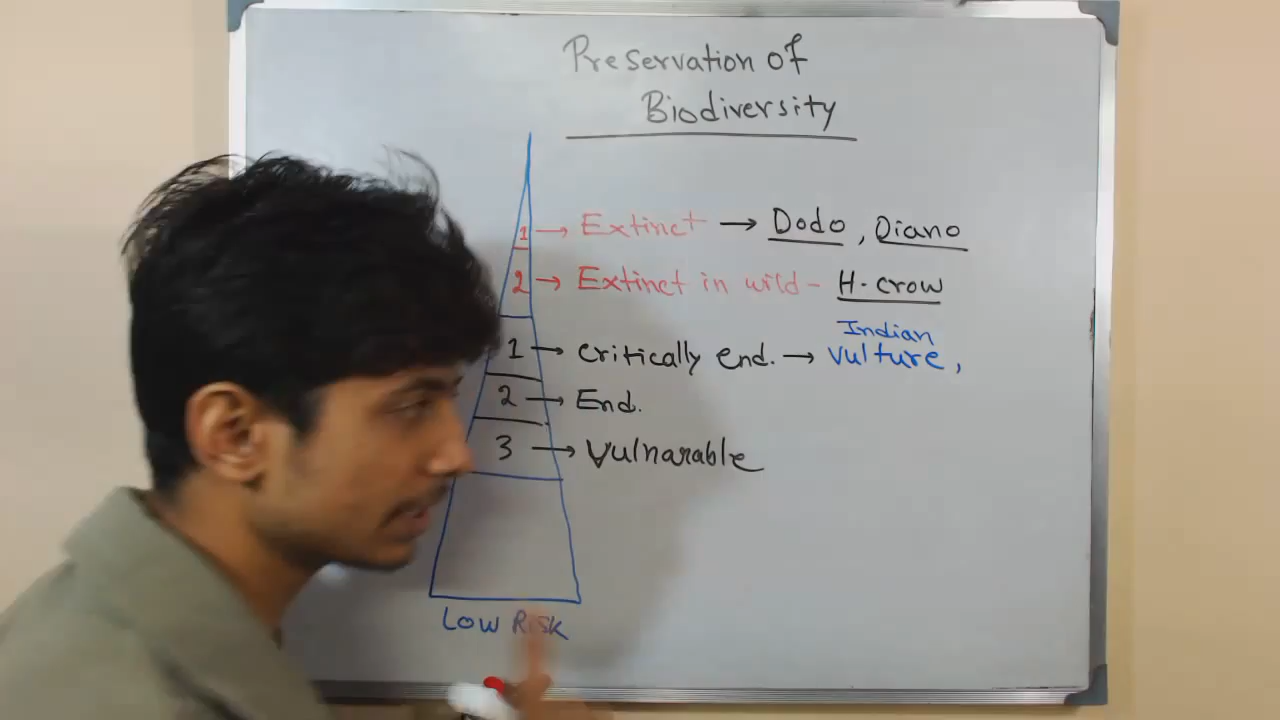 Preservation of
Biodiversity
1 → Extinct → Dodo, Diano
2 → Extinct in wild - H. crow
Indian
1 → critically end. → vulture,
2 → End.
3 → Vulnarable
Low Risk